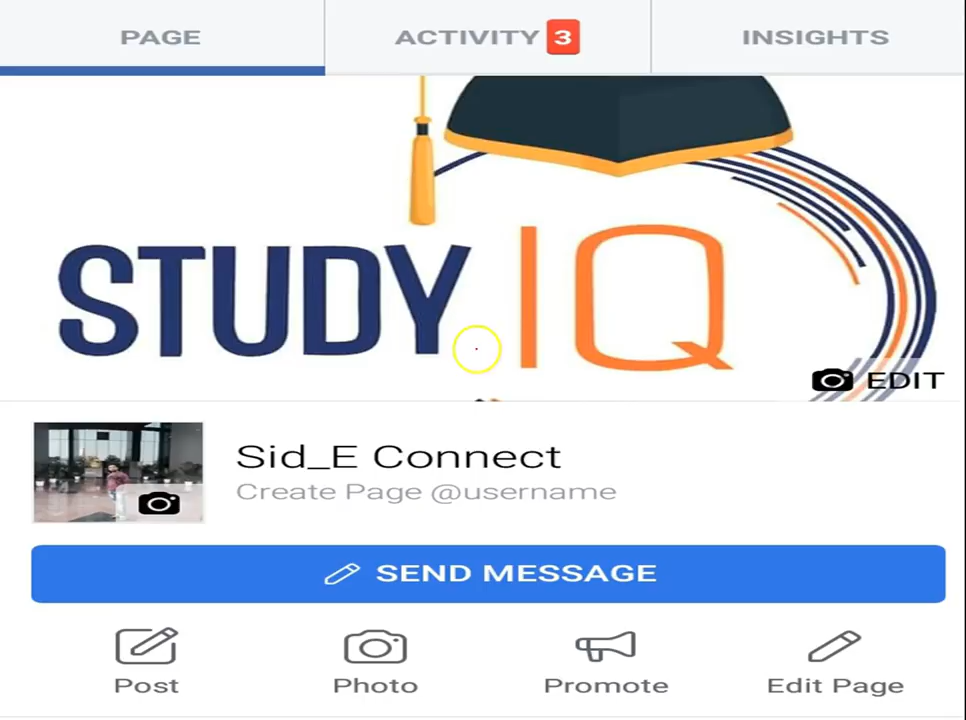 PAGE
ACTIVITY 3
INSIGHTS
STUDY IQ
EDIT
Sid_E Connect
Create Page @username
SEND MESSAGE
Post
Photo
Promote
Edit Page